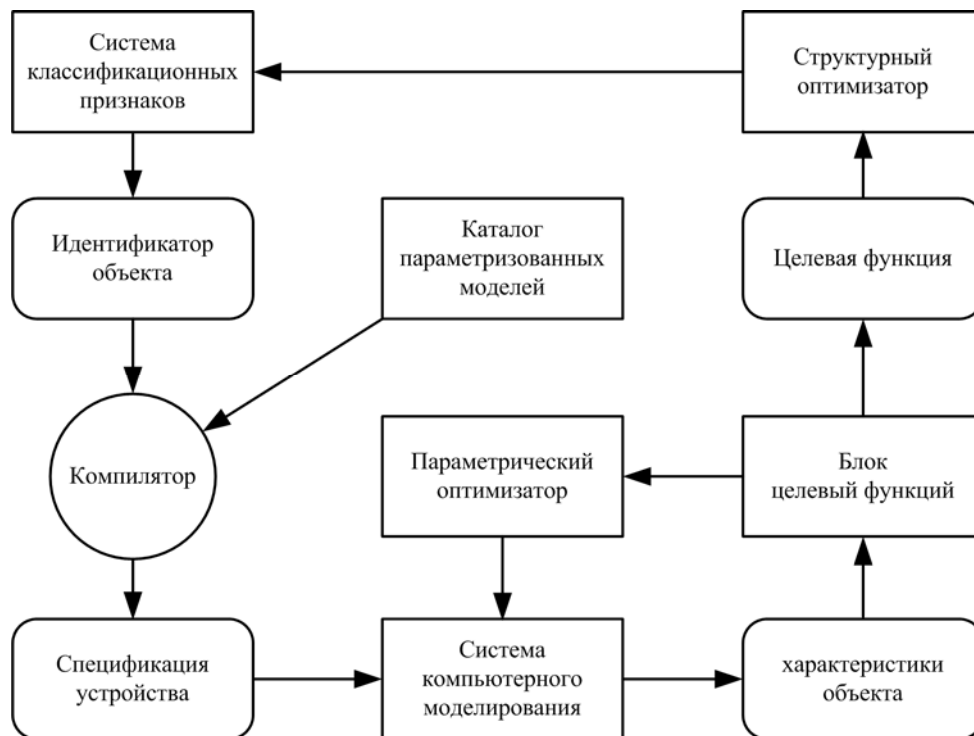 Система
классификационных
признаков
Структурный
оптимизатор
Идентификатор
объекта
Каталог
параметризованных
моделей
Целевая функция
Компилятор
Параметрический
оптимизатор
Блок
целевый функций
Спецификация
устройства
Система
компьютерного
моделирования
характеристики
объекта